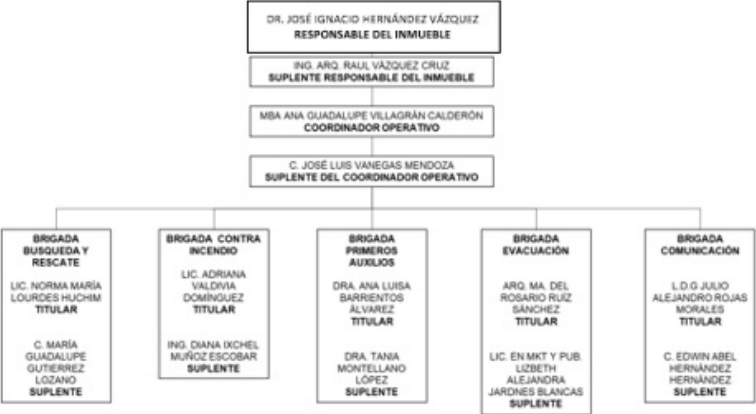 DR. JOSÉ IGNACIO HERNÁNDEZ VÁZQUEZ
RESPONSABLE DEL INMUEBLE
ING. ARQ. RAUL VÁZQUEZ CRUZ
SUPLENTE RESPONSABLE DEL INMUEBLE
MBA ANA GUADALUPE VILLAGRÁN CALDERÓN
COORDINADOR OPERATIVO
C. JOSÉ LUIS VANEGAS MENDOZA
SUPLENTE DEL COORDINADOR OPERATIVO
BRIGADA
BUSQUEDA Y
RESCATE
LIC. NORMA MARÍA
LOURDES HUCHIM
TITULAR
C. MARÍA
GUADALUPE
GUTIERREZ
LOZANO
SUPLENTE
BRIGADA CONTRA
INCENDIO
LIC. ADRIANA
VALDIVIA
DOMÍNGUEZ
TITULAR
ING. DIANA IXCHEL
MUÑOZ ESCOBAR
SUPLENTE
BRIGADA
PRIMEROS
AUXILIOS
DRA. ANA LUISA
BARRIENTOS
ÁLVAREZ
TITULAR
DRA. TANIA
MONTELLANO
LÓPEZ
SUPLENTE
BRIGADA
EVACUACIÓN
ARQ. MA. DEL
ROSARIO RUÍZ
SÁNCHEZ
TITULAR
LIC. EN MKT Y PUB.
LIZBETH
ALEJANDRA
JARDNES BLANCAS
SUPLENTE
BRIGADA
COMUNICACIÓN
L.D.G JULIO
ALEJANDRO ROJAS
MORALES
TITULAR
C. EDWIN ABEL
HERNÁNDEZ
HERNÁNDEZ
SUPLENTE